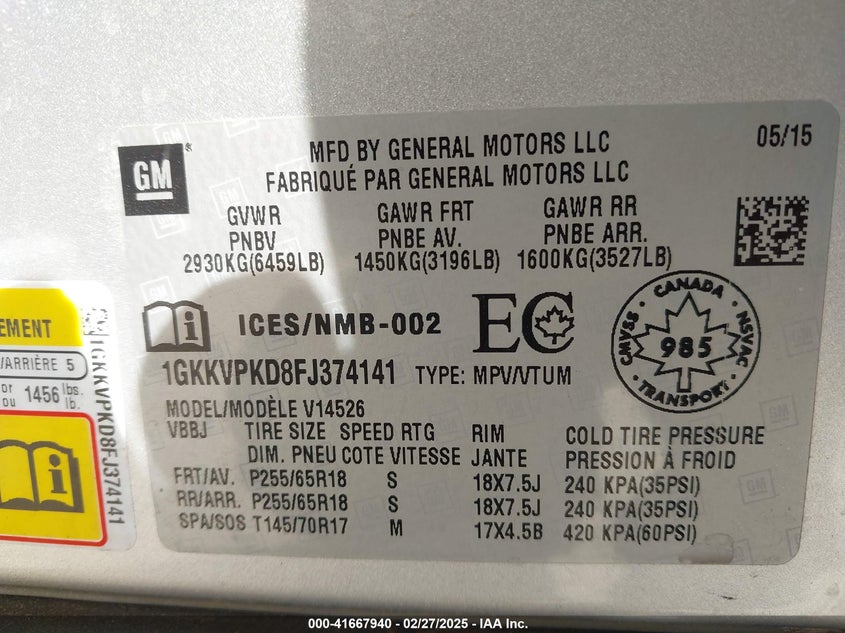 GM
MFD BY GENERAL MOTORS LLC
FABRIQUÉ PAR GENERAL MOTORS LLC
05/15
GVWR GAWR FRT GAWR RR
PNBV PNBE AV. PNBE ARR.
2930KG(6459LB) 1450KG(3196LB) 1600KG(3527LB)
ICES/NMB-002 EC
CANADA
CMVSS 985 NSVAC
TRANSPORT
1GKKVPKD8FJ374141 TYPE: MPV/VTUM
MODEL/MODÈLE V14526
VBBJ TIRE SIZE SPEED RTG RIM COLD TIRE PRESSURE
DIM. PNEU COTE VITESSE JANTE PRESSION À FROID
FRT/AV. P255/65R18 S 18X7.5J 240 KPA(35PSI)
RR/ARR. P255/65R18 S 18X7.5J 240 KPA(35PSI)
SPA/SOS T145/70R17 M 17X4.5B 420 KPA(60PSI)
EMENT
/ARRIÈRE 5
or
ou 1456 lbs.
lb.
1GKKVPKD8FJ374141
000-41667940 - 02/27/2025 - IAA Inc.